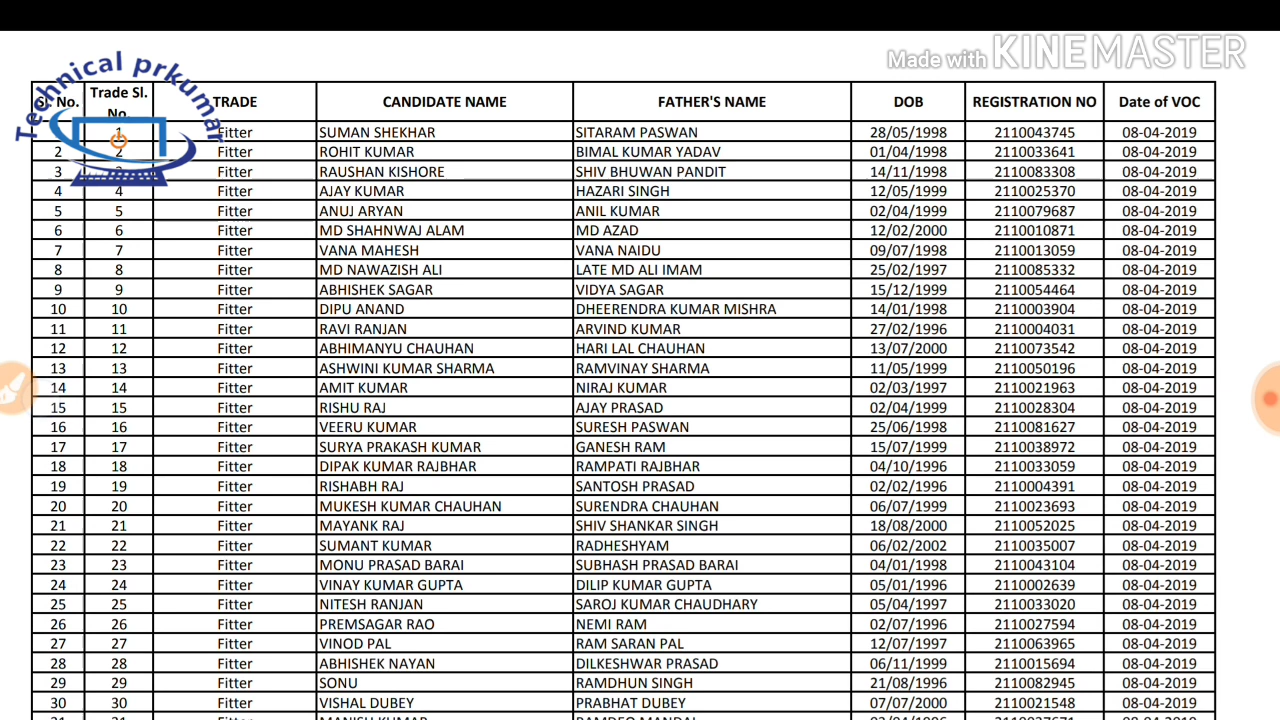 Made with KINEMASTER
Technical prkumar
Sl. No. Trade Sl. No. TRADE CANDIDATE NAME FATHER'S NAME DOB REGISTRATION NO Date of VOC
1 Fitter SUMAN SHEKHAR SITARAM PASWAN 28/05/1998 2110043745 08-04-2019
2 2 Fitter ROHIT KUMAR BIMAL KUMAR YADAV 01/04/1998 2110033641 08-04-2019
3 3 Fitter RAUSHAN KISHORE SHIV BHUWAN PANDIT 14/11/1998 2110083308 08-04-2019
4 4 Fitter AJAY KUMAR HAZARI SINGH 12/05/1999 2110025370 08-04-2019
5 5 Fitter ANUJ ARYAN ANIL KUMAR 02/04/1999 2110079687 08-04-2019
6 6 Fitter MD SHAHNWAJ ALAM MD AZAD 12/02/2000 2110010871 08-04-2019
7 7 Fitter VANA MAHESH VANA NAIDU 09/07/1998 2110013059 08-04-2019
8 8 Fitter MD NAWAZISH ALI LATE MD ALI IMAM 25/02/1997 2110085332 08-04-2019
9 9 Fitter ABHISHEK SAGAR VIDYA SAGAR 15/12/1999 2110054464 08-04-2019
10 10 Fitter DIPU ANAND DHEERENDRA KUMAR MISHRA 14/01/1998 2110003904 08-04-2019
11 11 Fitter RAVI RANJAN ARVIND KUMAR 27/02/1996 2110004031 08-04-2019
12 12 Fitter ABHIMANYU CHAUHAN HARI LAL CHAUHAN 13/07/2000 2110073542 08-04-2019
13 13 Fitter ASHWINI KUMAR SHARMA RAMVINAY SHARMA 11/05/1999 2110050196 08-04-2019
14 14 Fitter AMIT KUMAR NIRAJ KUMAR 02/03/1997 2110021963 08-04-2019
15 15 Fitter RISHU RAJ AJAY PRASAD 02/04/1999 2110028304 08-04-2019
16 16 Fitter VEERU KUMAR SURESH PASWAN 25/06/1998 2110081627 08-04-2019
17 17 Fitter SURYA PRAKASH KUMAR GANESH RAM 15/07/1999 2110038972 08-04-2019
18 18 Fitter DIPAK KUMAR RAJBHAR RAMPATI RAJBHAR 04/10/1996 2110033059 08-04-2019
19 19 Fitter RISHABH RAJ SANTOSH PRASAD 02/02/1996 2110004391 08-04-2019
20 20 Fitter MUKESH KUMAR CHAUHAN SURENDRA CHAUHAN 06/07/1999 2110023693 08-04-2019
21 21 Fitter MAYANK RAJ SHIV SHANKAR SINGH 18/08/2000 2110052025 08-04-2019
22 22 Fitter SUMANT KUMAR RADHESHYAM 06/02/2002 2110035007 08-04-2019
23 23 Fitter MONU PRASAD BARAI SUBHASH PRASAD BARAI 04/01/1998 2110043104 08-04-2019
24 24 Fitter VINAY KUMAR GUPTA DILIP KUMAR GUPTA 05/01/1996 2110002639 08-04-2019
25 25 Fitter NITESH RANJAN SAROJ KUMAR CHAUDHARY 05/04/1997 2110033020 08-04-2019
26 26 Fitter PREMSAGAR RAO NEMI RAM 02/07/1996 2110027594 08-04-2019
27 27 Fitter VINOD PAL RAM SARAN PAL 12/07/1997 2110063965 08-04-2019
28 28 Fitter ABHISHEK NAYAN DILKESHWAR PRASAD 06/11/1999 2110015694 08-04-2019
29 29 Fitter SONU RAMDHUN SINGH 21/08/1996 2110082945 08-04-2019
30 30 Fitter VISHAL DUBEY PRABHAT DUBEY 07/07/2000 2110021548 08-04-2019